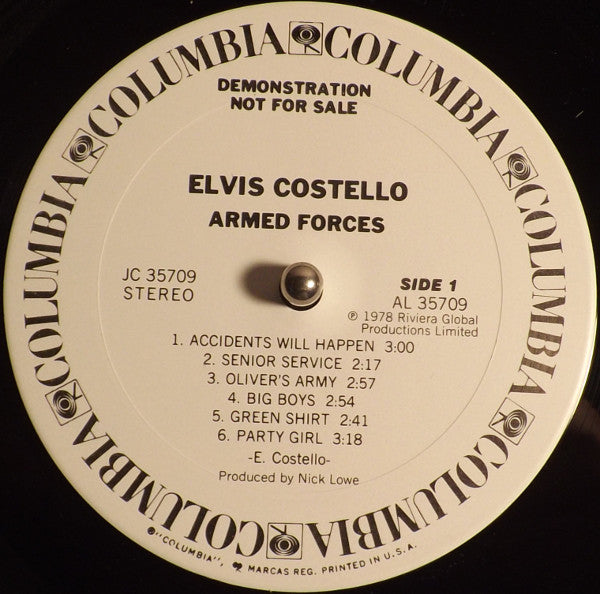 COLUMBIA COLUMBIA COLUMBIA COLUMBIA COLUMBIA COLUMBIA COLUMBIA
DEMONSTRATION
NOT FOR SALE
ELVIS COSTELLO
ARMED FORCES
JC 35709
STEREO
SIDE 1
AL 35709
℗ 1978 Riviera Global
Productions Limited
1. ACCIDENTS WILL HAPPEN 3:00
2. SENIOR SERVICE 2:17
3. OLIVER'S ARMY 2:57
4. BIG BOYS 2:54
5. GREEN SHIRT 2:41
6. PARTY GIRL 3:18
-E. Costello-
Produced by Nick Lowe
"COLUMBIA", MARCAS REG. PRINTED IN U.S.A.